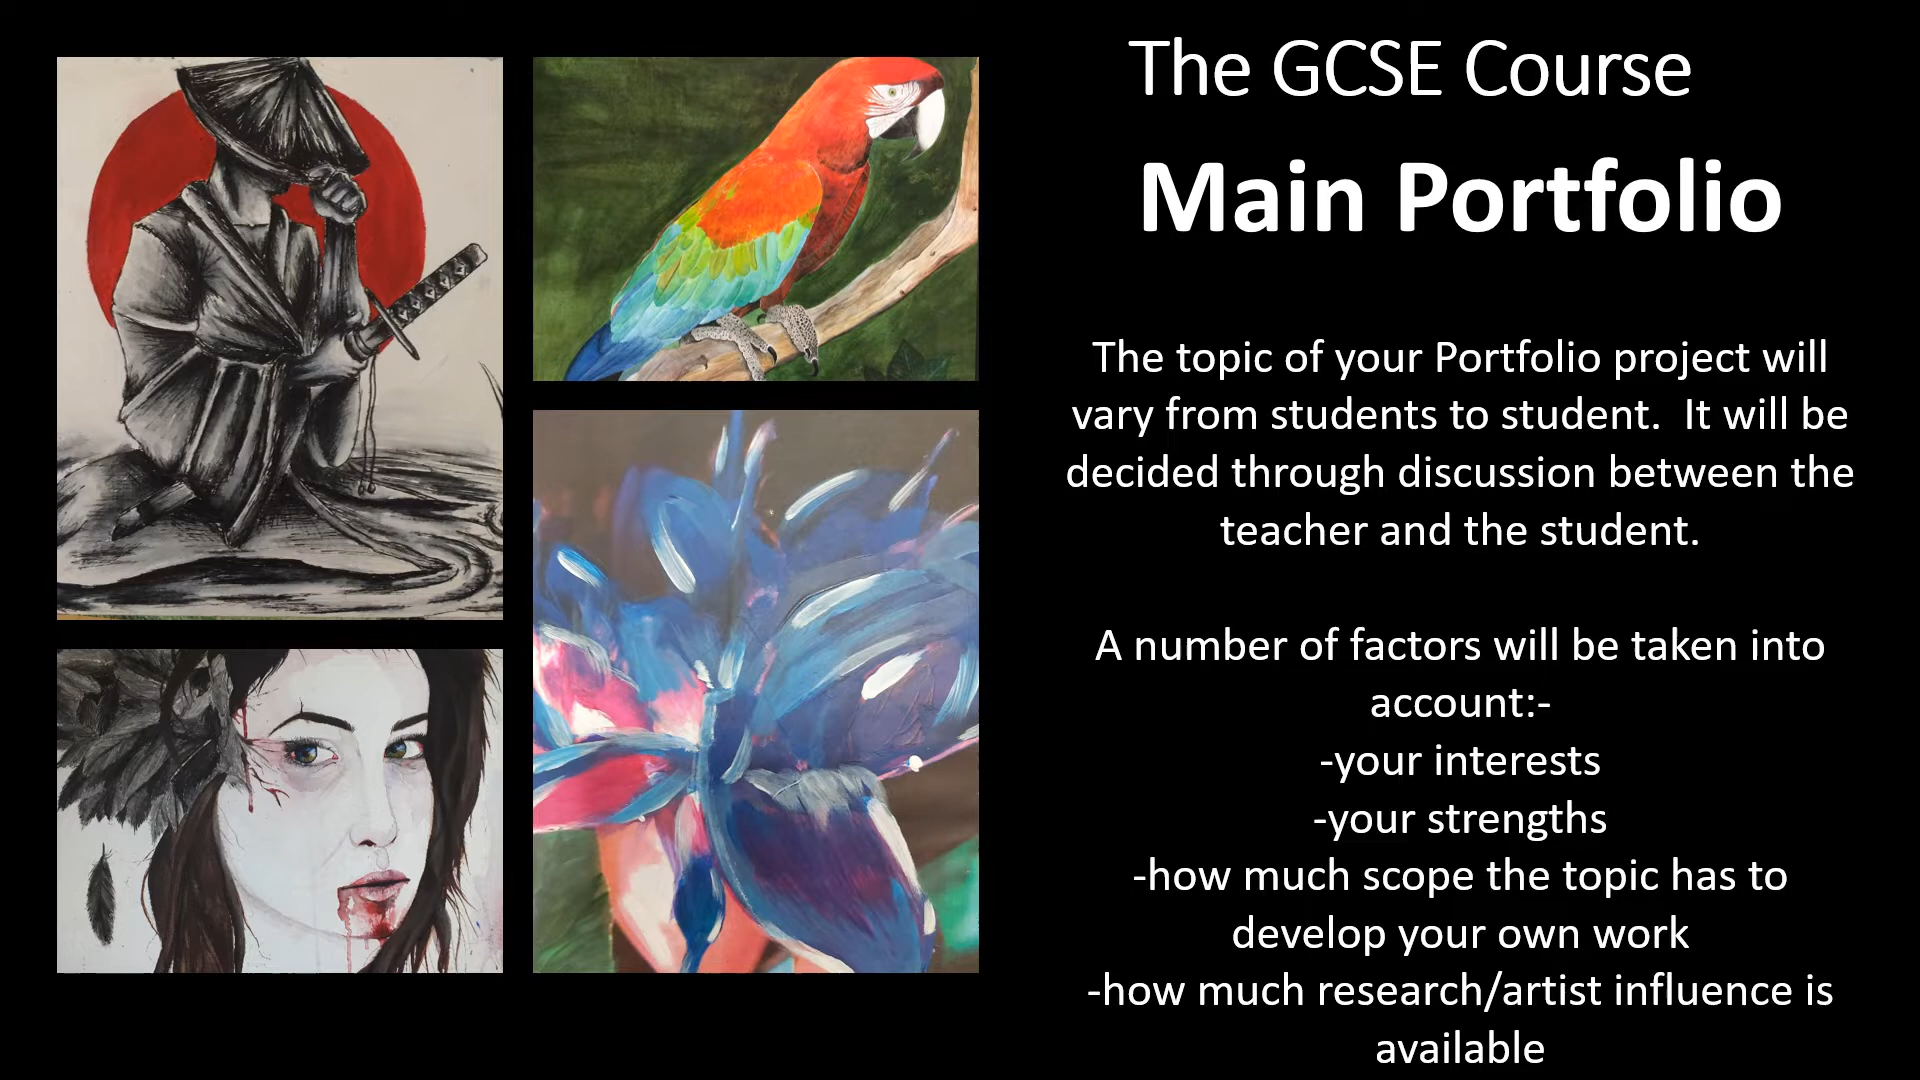 The GCSE Course
Main Portfolio
The topic of your Portfolio project will
vary from students to student.  It will be
decided through discussion between the
teacher and the student.
A number of factors will be taken into
account:-
-your interests
-your strengths
-how much scope the topic has to
develop your own work
-how much research/artist influence is
available